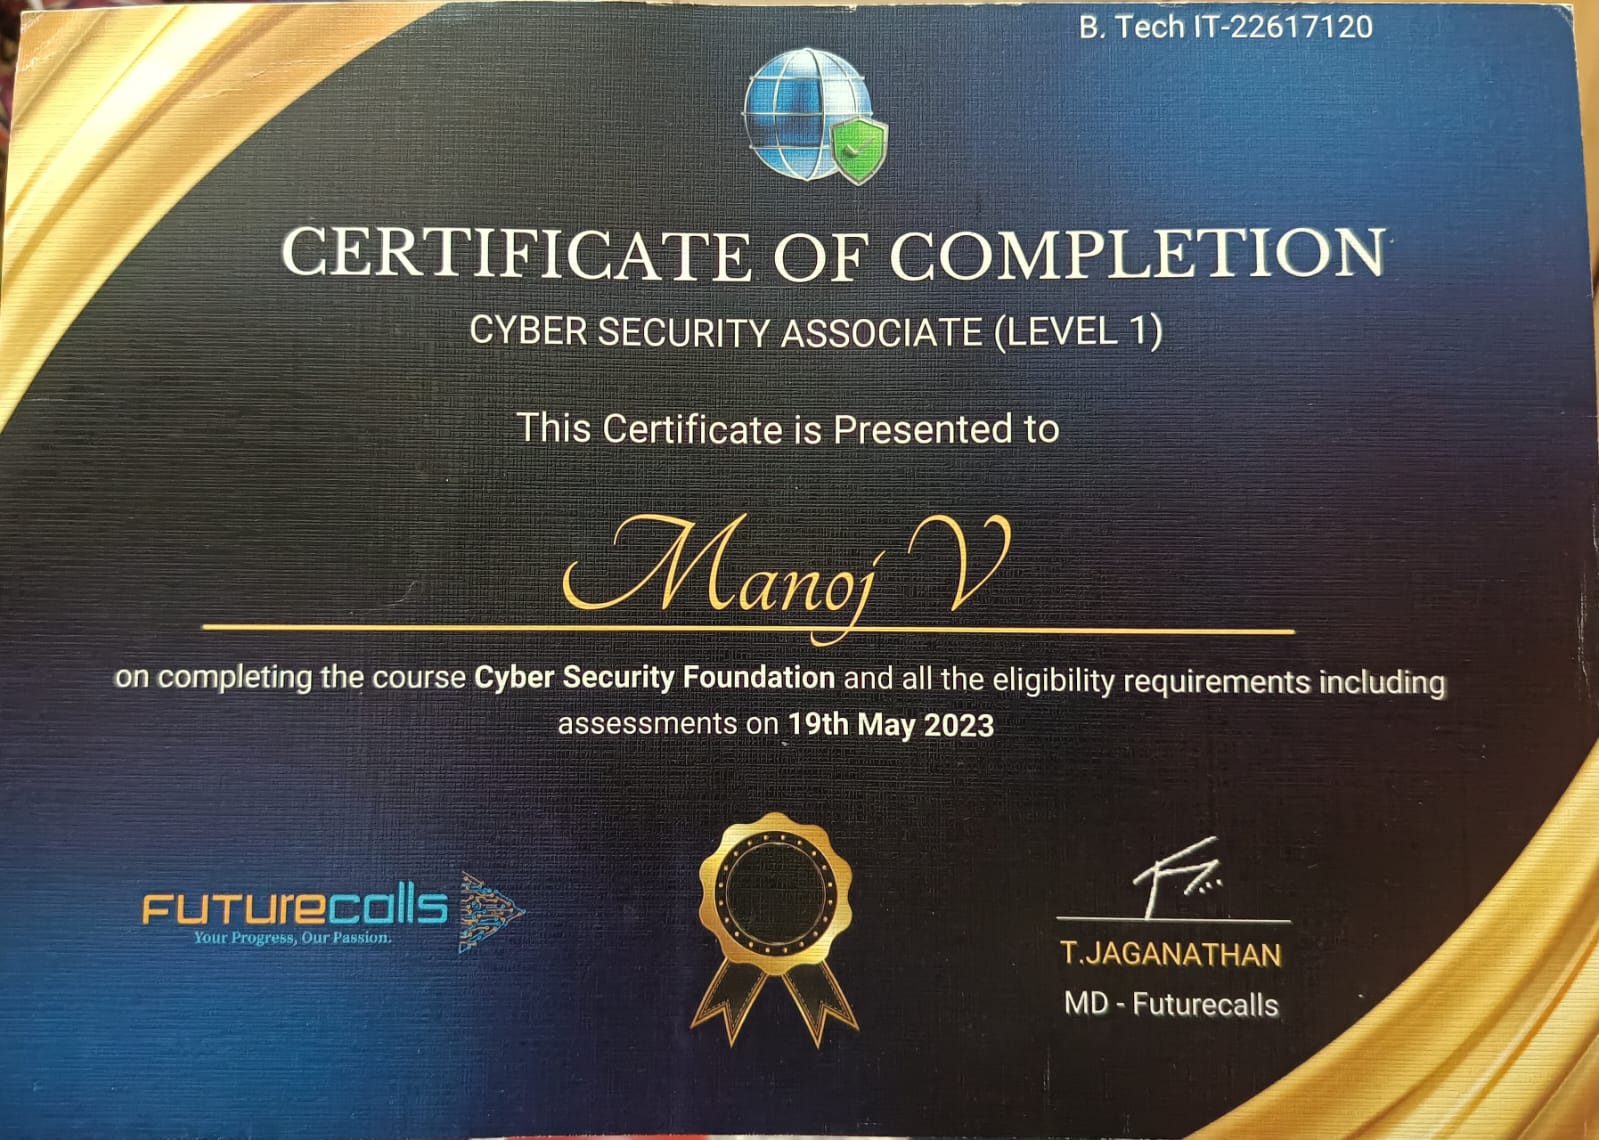 B. Tech IT-22617120
CERTIFICATE OF COMPLETION
CYBER SECURITY ASSOCIATE (LEVEL 1)
This Certificate is Presented to
Manoj V
on completing the course Cyber Security Foundation and all the eligibility requirements including
assessments on 19th May 2023
FUTUrecalls
Your Progress, Our Passion.
T.JAGANATHAN
MD - Futurecalls